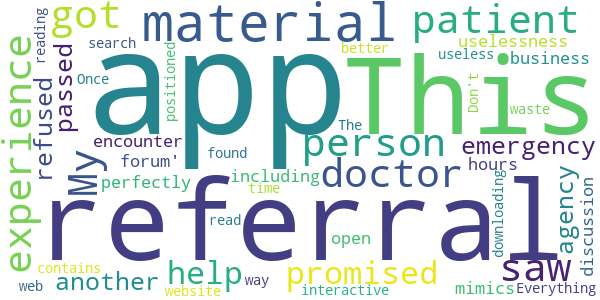 got material patient
reading search Once passed refused
positioned app This
better The found uselessness
useless business Don't waste
experience encounter forum' My
person emergency
perfectly including doctor hours
time read referral open
agency discussion downloading
contains web another help promised saw
website way interactive mimics Everything